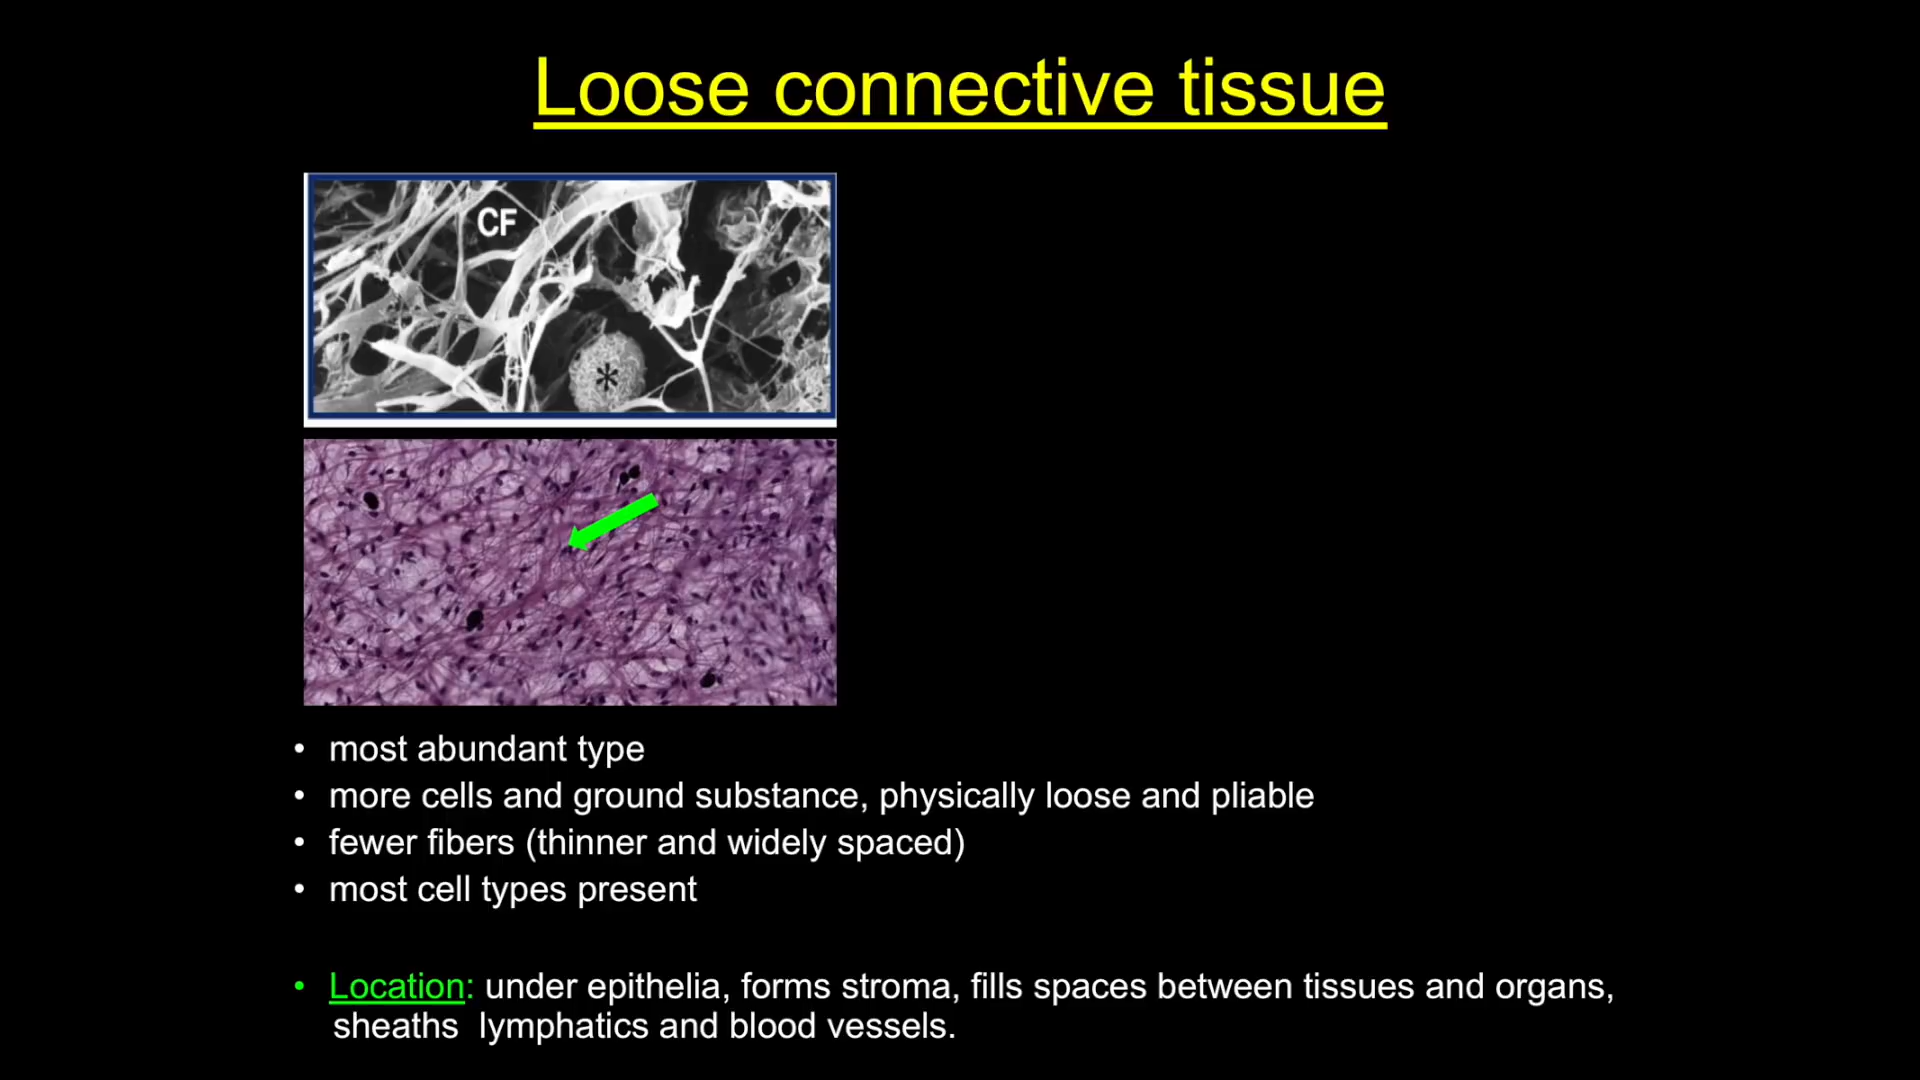 Loose connective tissue
CF
*
• most abundant type
• more cells and ground substance, physically loose and pliable
• fewer fibers (thinner and widely spaced)
• most cell types present
• Location: under epithelia, forms stroma, fills spaces between tissues and organs,
sheaths  lymphatics and blood vessels.